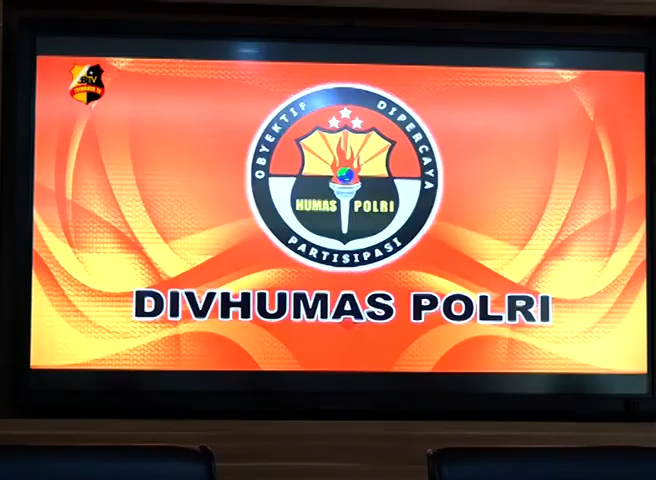 OBYEKTIF DIPERCAYA
HUMAS POLRI
PARTISIPASI
DIVHUMAS POLRI